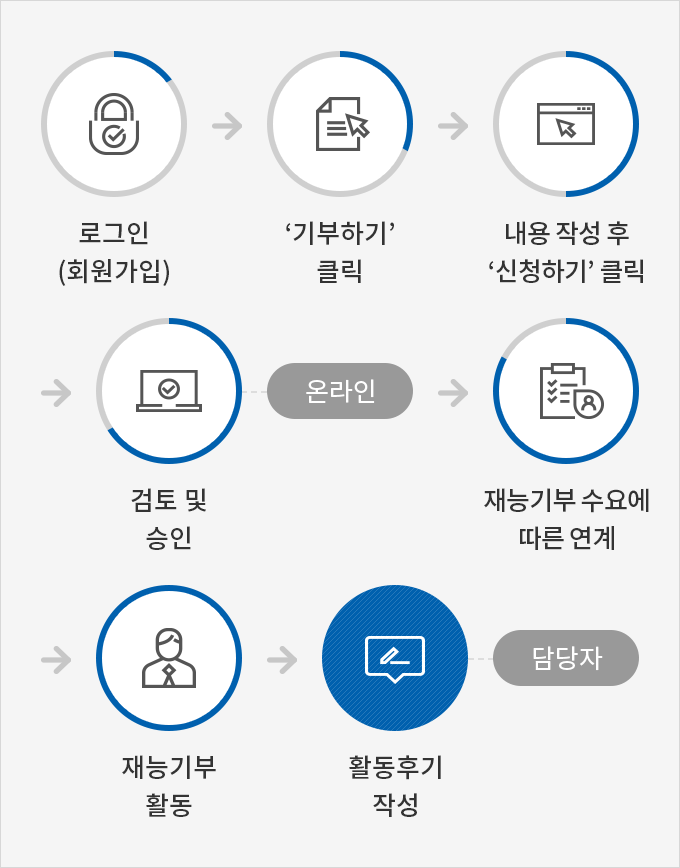 로그인
(회원가입)
‘기부하기’
클릭
내용 작성 후
‘신청하기’ 클릭
검토 및
승인
온라인
재능기부 수요에
따른 연계
재능기부
활동
활동후기
작성
담당자